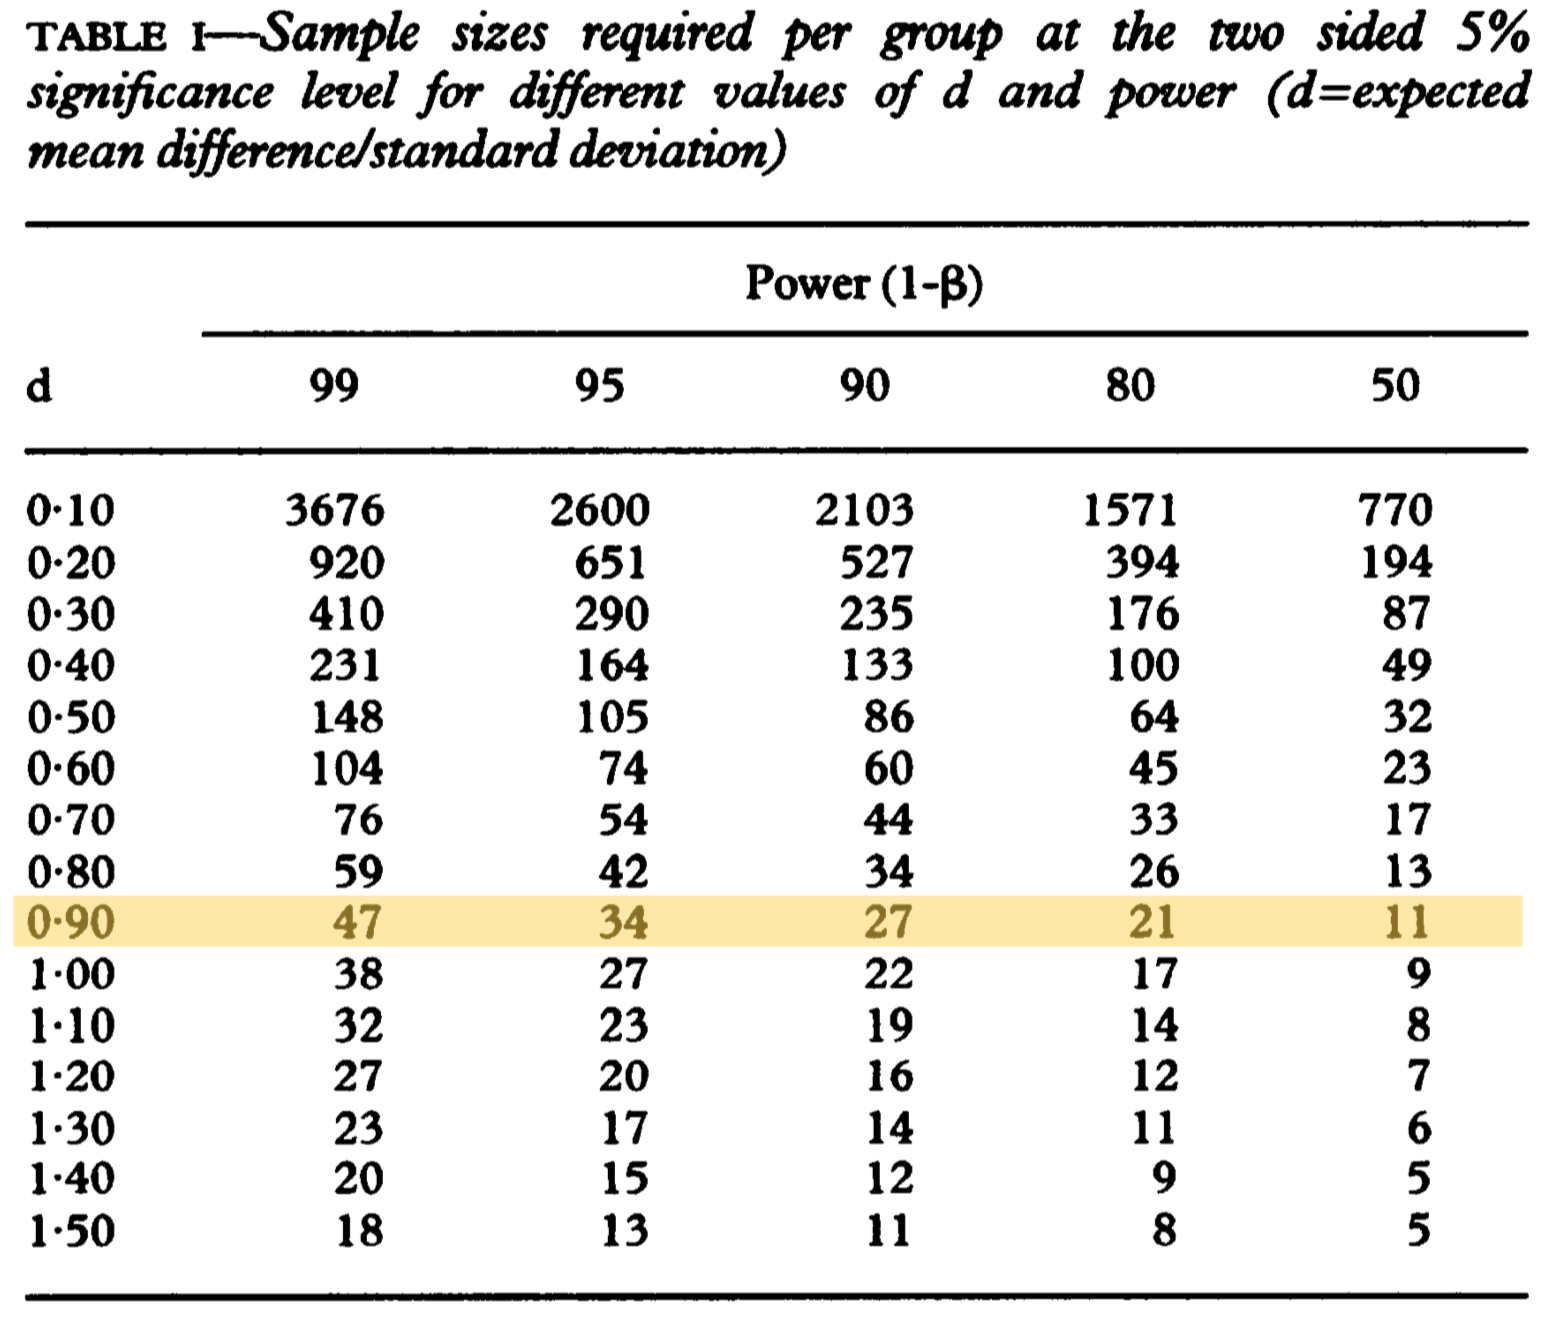 TABLE I—Sample sizes required per group at the two sided 5%
significance level for different values of d and power (d=expected
mean difference/standard deviation)
Power (1-β)
d 99 95 90 80 50
0·10 3676 2600 2103 1571 770
0·20 920 651 527 394 194
0·30 410 290 235 176 87
0·40 231 164 133 100 49
0·50 148 105 86 64 32
0·60 104 74 60 45 23
0·70 76 54 44 33 17
0·80 59 42 34 26 13
0·90 47 34 27 21 11
1·00 38 27 22 17 9
1·10 32 23 19 14 8
1·20 27 20 16 12 7
1·30 23 17 14 11 6
1·40 20 15 12 9 5
1·50 18 13 11 8 5